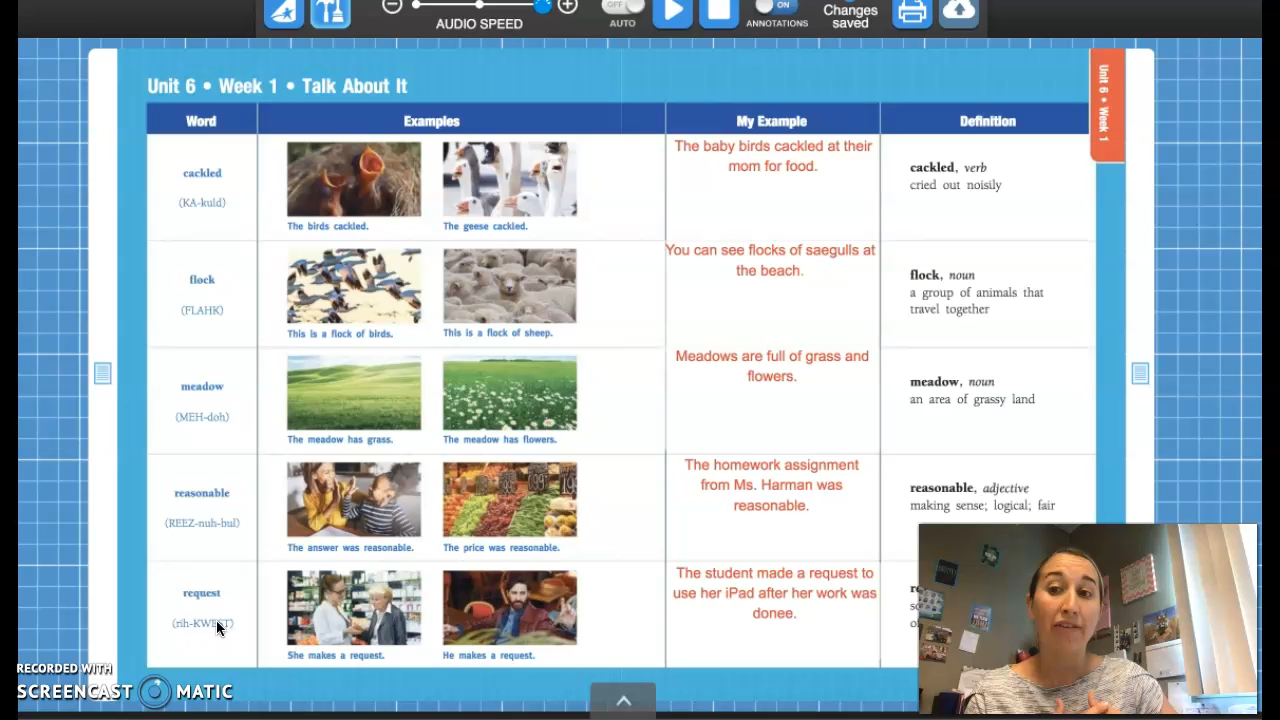 AUDIO SPEED
OFF
AUTO
ON
ANNOTATIONS
Changes
saved
Unit 6 • Week 1 • Talk About It
Unit 6 • Week 1
Word
Examples
My Example
Definition
cackled
(KA-kuld)
The birds cackled.
The geese cackled.
The baby birds cackled at their
mom for food.
cackled, verb
cried out noisily
flock
(FLAHK)
This is a flock of birds.
This is a flock of sheep.
You can see flocks of saegulls at
the beach.
flock, noun
a group of animals that
travel together
meadow
(MEH-doh)
The meadow has grass.
The meadow has flowers.
Meadows are full of grass and
flowers.
meadow, noun
an area of grassy land
reasonable
(REEZ-nuh-bul)
The answer was reasonable.
The price was reasonable.
The homework assignment
from Ms. Harman was
reasonable.
reasonable, adjective
making sense; logical; fair
request
She makes a request.
He makes a request.
The student made a request to
use her iPad after her work was
donee.
RECORDED WITH
SCREENCAST MATIC